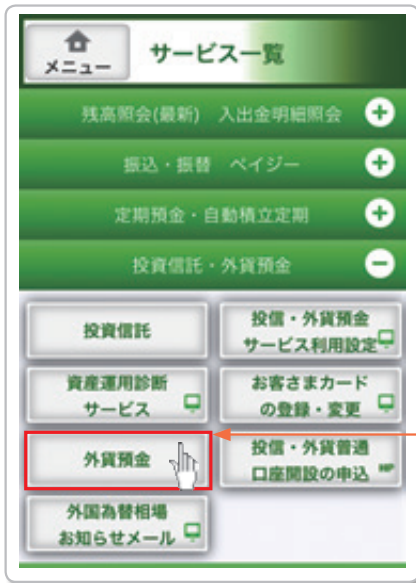 メニュー
サービス一覧
残高照会(最新) 入出金明細照会
振込・振替 ペイジー
定期預金・自動積立定期
投資信託・外貨預金
投資信託
投信・外貨預金
サービス利用設定
資産運用診断
サービス
お客さまカード
の登録・変更
外貨預金
投信・外貨普通
口座開設の申込
外国為替相場
お知らせメール